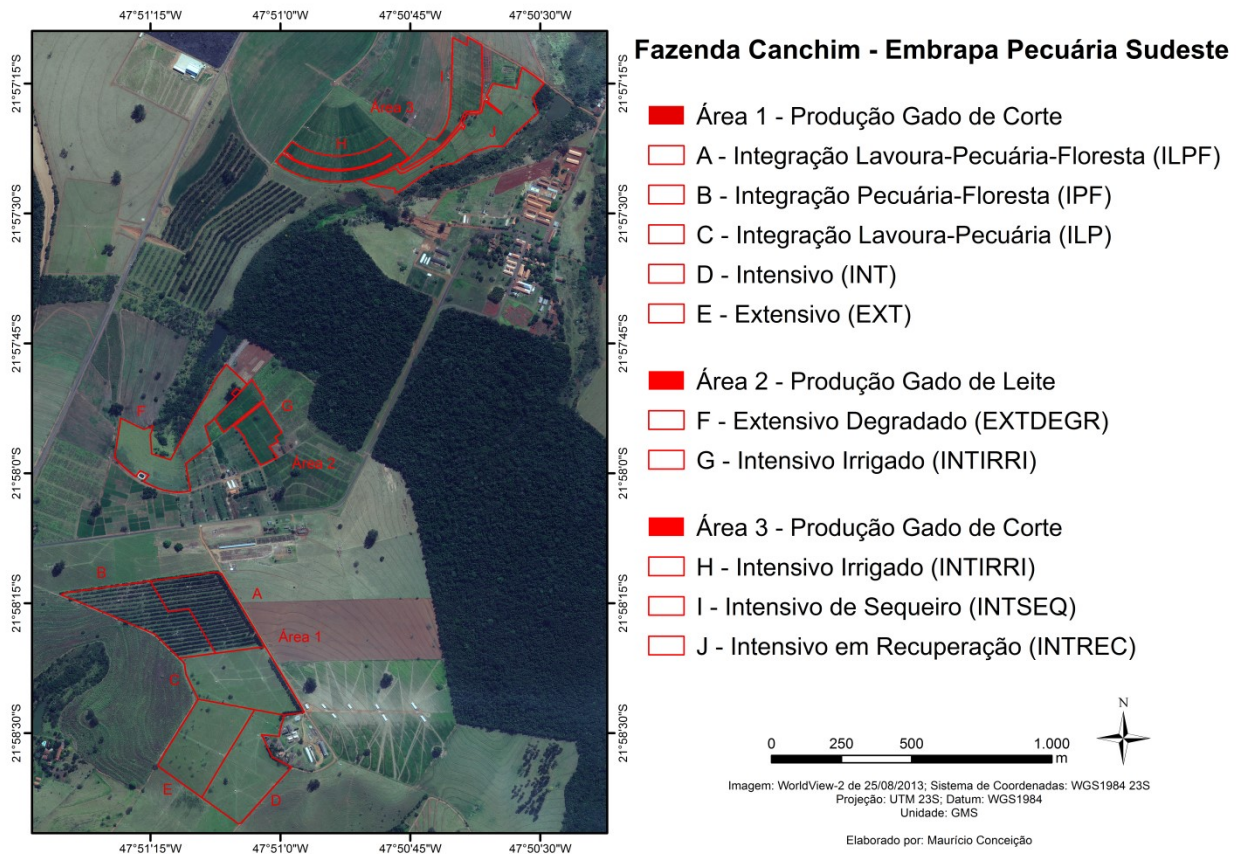 47°51'15"W 47°51'0"W 47°50'45"W 47°50'30"W
Fazenda Canchim - Embrapa Pecuária Sudeste
21°57'15"S
21°57'30"S
21°57'45"S
21°58'0"S
21°58'15"S
21°58'30"S
I
Área 3
J
H
F
G
Área 2
B
A
Área 1
C
E
D
21°57'15"S
21°57'30"S
21°57'45"S
21°58'0"S
21°58'15"S
21°58'30"S
47°51'15"W 47°51'0"W 47°50'45"W 47°50'30"W
Área 1 - Produção Gado de Corte
A - Integração Lavoura-Pecuária-Floresta (ILPF)
B - Integração Pecuária-Floresta (IPF)
C - Integração Lavoura-Pecuária (ILP)
D - Intensivo (INT)
E - Extensivo (EXT)
Área 2 - Produção Gado de Leite
F - Extensivo Degradado (EXTDEGR)
G - Intensivo Irrigado (INTIRRI)
Área 3 - Produção Gado de Corte
H - Intensivo Irrigado (INTIRRI)
I - Intensivo de Sequeiro (INTSEQ)
J - Intensivo em Recuperação (INTREC)
N
0 250 500 1.000
m
Imagem: WorldView-2 de 25/08/2013; Sistema de Coordenadas: WGS1984 23S
Projeção: UTM 23S; Datum: WGS1984
Unidade: GMS
Elaborado por: Maurício Conceição